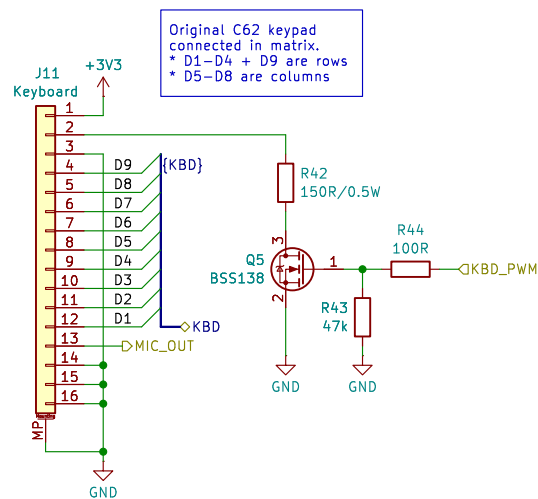 Original C62 keypad
connected in matrix.
* D1-D4 + D9 are rows
* D5-D8 are columns
J11
Keyboard
+3V3
1
2
3
4
5
6
7
8
9
10
11
12
13
14
15
16
MP
D9
D8
D7
D6
D5
D4
D3
D2
D1
{KBD}
KBD
MIC_OUT
GND
R42
150R/0.5W
Q5
BSS138
3
1
2
R44
100R
KBD_PWM
R43
47k
GND
GND